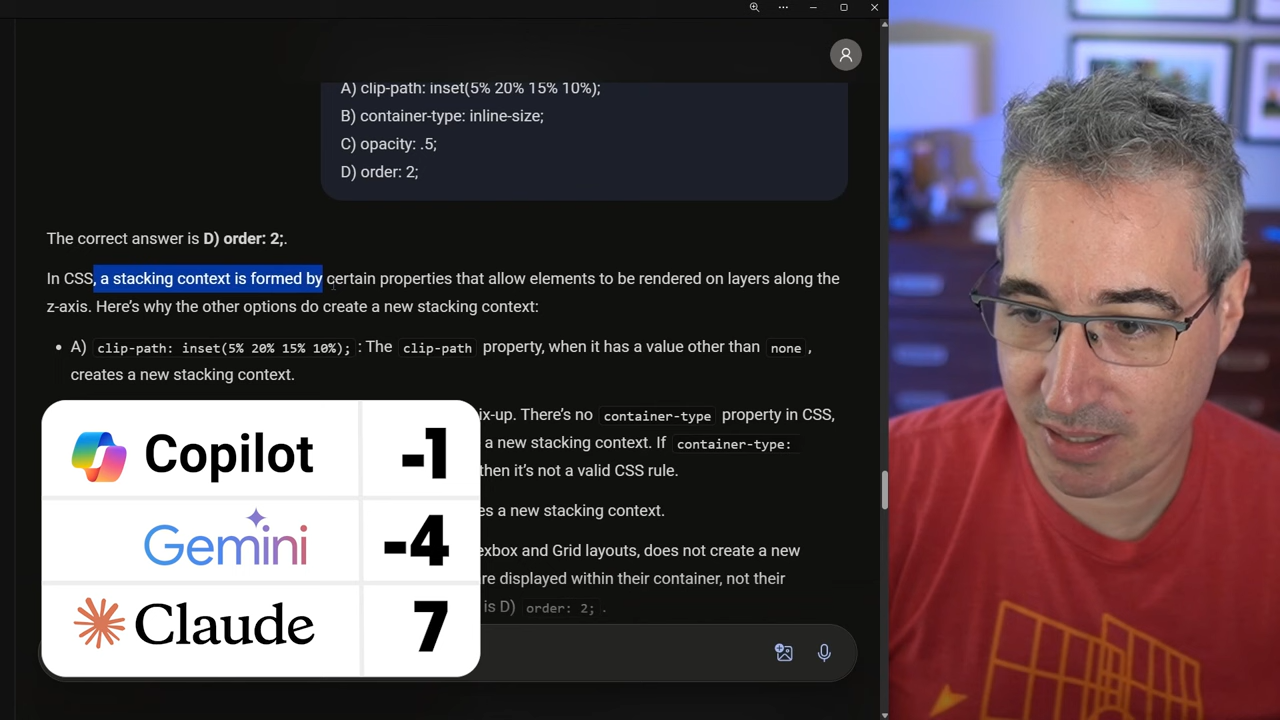 A) clip-path: inset(5% 20% 15% 10%);
B) container-type: inline-size;
C) opacity: .5;
D) order: 2;
The correct answer is D) order: 2;.
In CSS, a stacking context is formed by certain properties that allow elements to be rendered on layers along the
z-axis. Here’s why the other options do create a new stacking context:
• A) clip-path: inset(5% 20% 15% 10%); : The clip-path property, when it has a value other than none ,
creates a new stacking context.
ix-up. There’s no container-type property in CSS,
a new stacking context. If container-type:
then it’s not a valid CSS rule.
es a new stacking context.
exbox and Grid layouts, does not create a new
re displayed within their container, not their
is D) order: 2; .
Copilot -1
Gemini -4
Claude 7